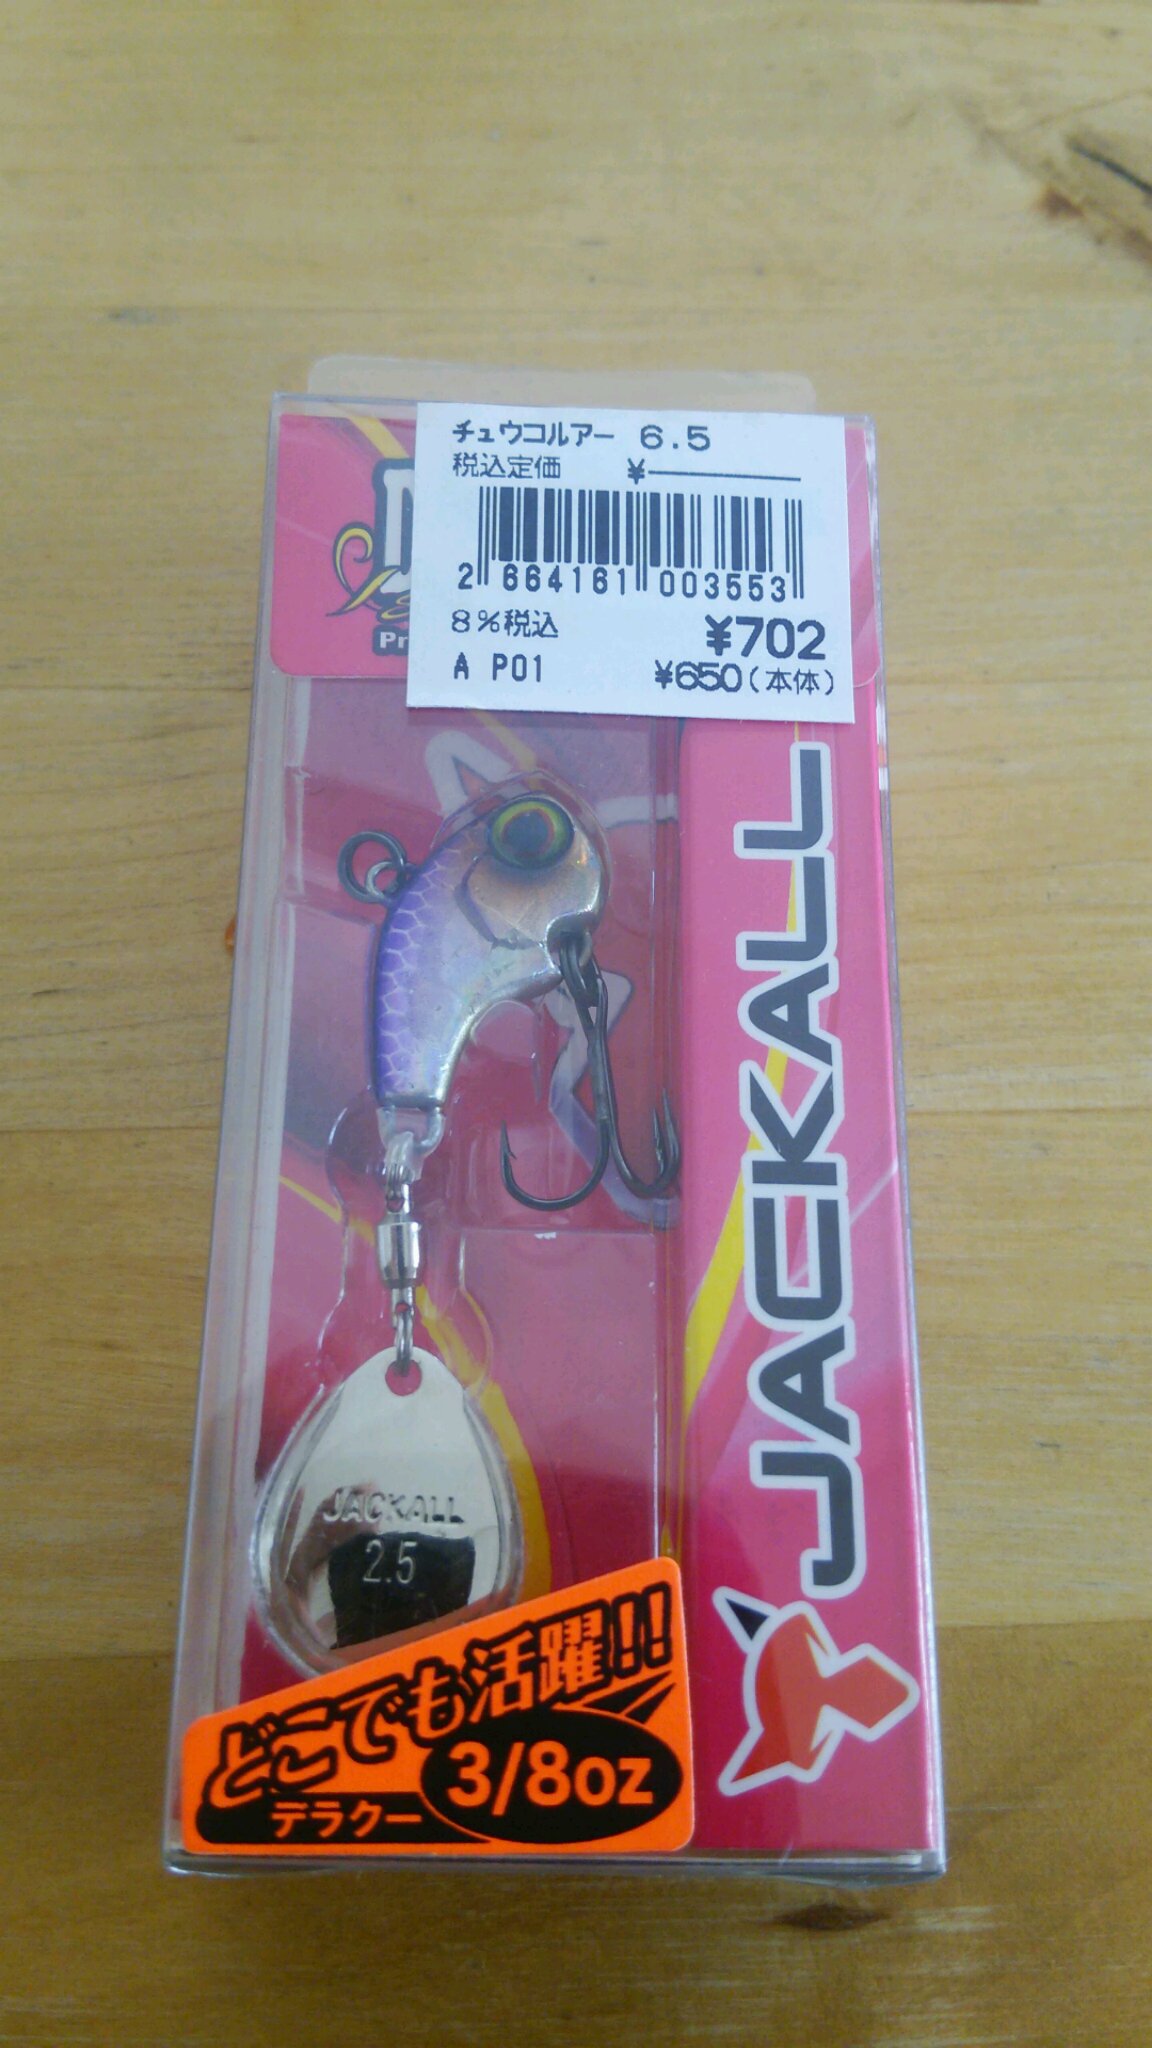 チュウコルアー 6.5
税込定価 ¥
2 664161 003553
8%税込 ¥702
A P01 ¥650(本体)
JACKALL
JACKALL
2.5
どこでも活躍!!
デラクー 3/8oz